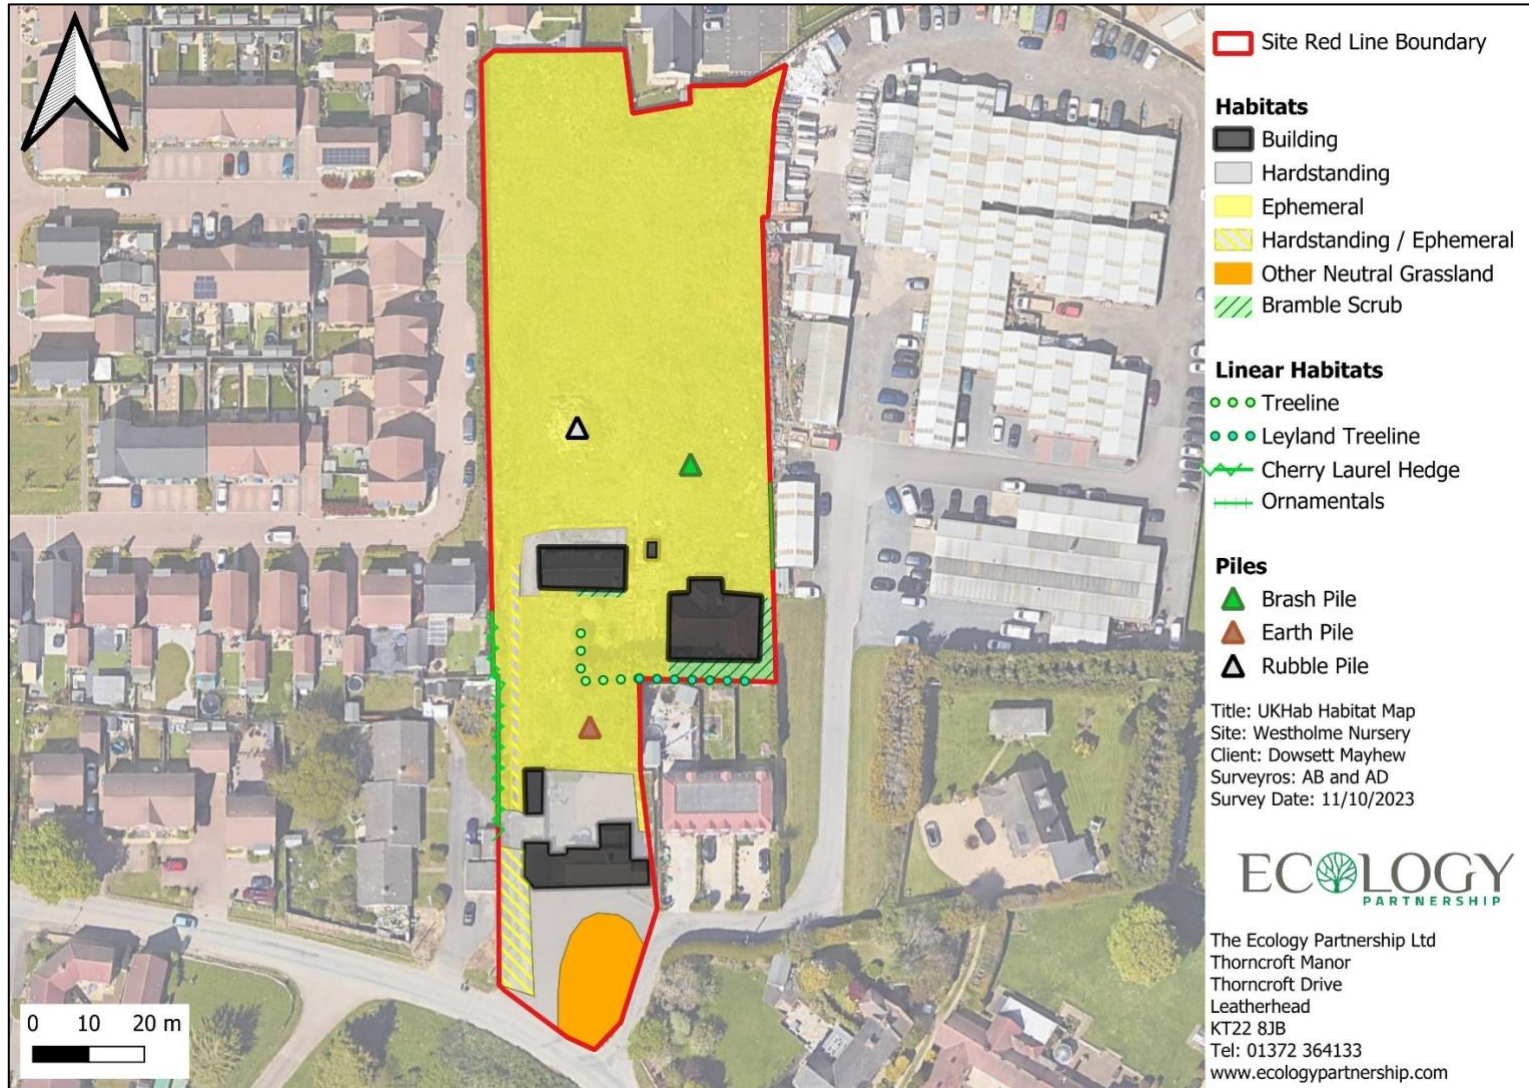 Site Red Line Boundary
Habitats
Building
Hardstanding
Ephemeral
Hardstanding / Ephemeral
Other Neutral Grassland
Bramble Scrub
Linear Habitats
Treeline
Leyland Treeline
Cherry Laurel Hedge
Ornamentals
Piles
Brash Pile
Earth Pile
Rubble Pile
Title: UKHab Habitat Map
Site: Westholme Nursery
Client: Dowsett Mayhew
Surveyros: AB and AD
Survey Date: 11/10/2023
ECOLOGY
PARTNERSHIP
The Ecology Partnership Ltd
Thorncroft Manor
Thorncroft Drive
Leatherhead
KT22 8JB
Tel: 01372 364133
www.ecologypartnership.com
0 10 20 m